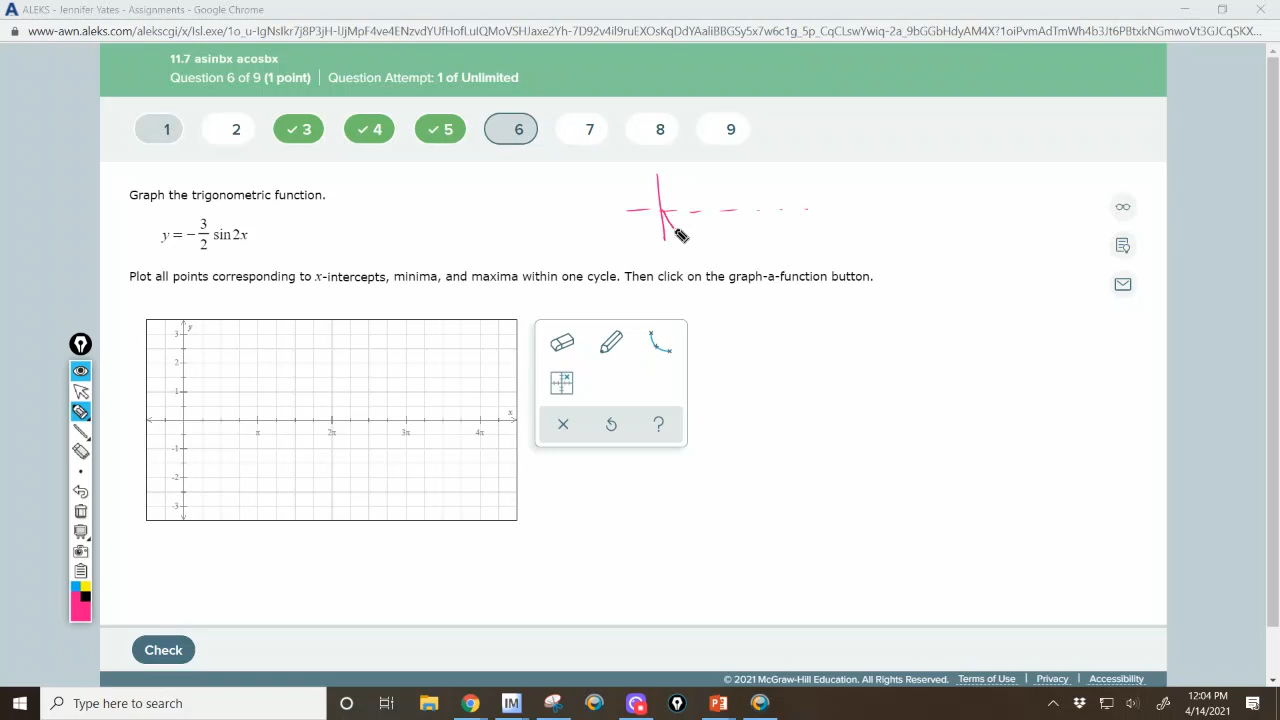 ALEKS - Jennifer Yates - Assignments - Google Chrome
11.7 asinbx acosbx
Question 6 of 9 (1 point) | Question Attempt: 1 of Unlimited
1 2 ✓ 3 ✓ 4 ✓ 5 6 7 8 9
Graph the trigonometric function.
y = −3/2 sin2x
Plot all points corresponding to x-intercepts, minima, and maxima within one cycle. Then click on the graph-a-function button.
y
3
2
1
x
π 2π 3π 4π
-1
-2
-3
?
Check
© 2021 McGraw-Hill Education. All Rights Reserved. Terms of Use | Privacy | Accessibility
Type here to search
12:04 PM
4/14/2021